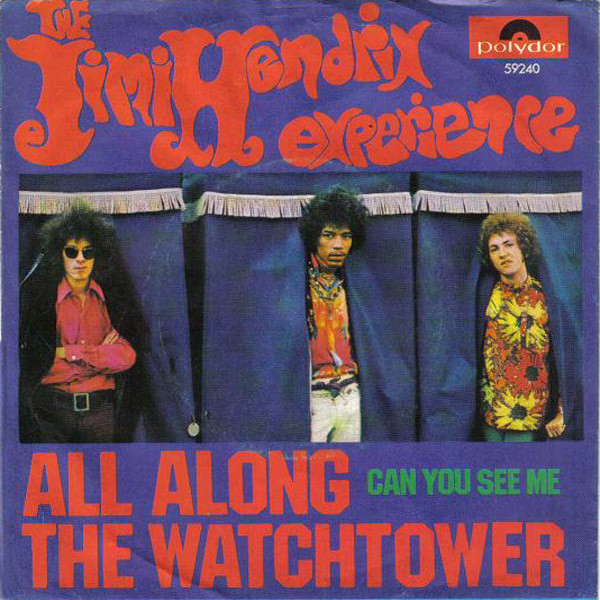 THE
Jimi Hendrix
experience
polydor
59240
ALL ALONG
CAN YOU SEE ME
THE WATCHTOWER